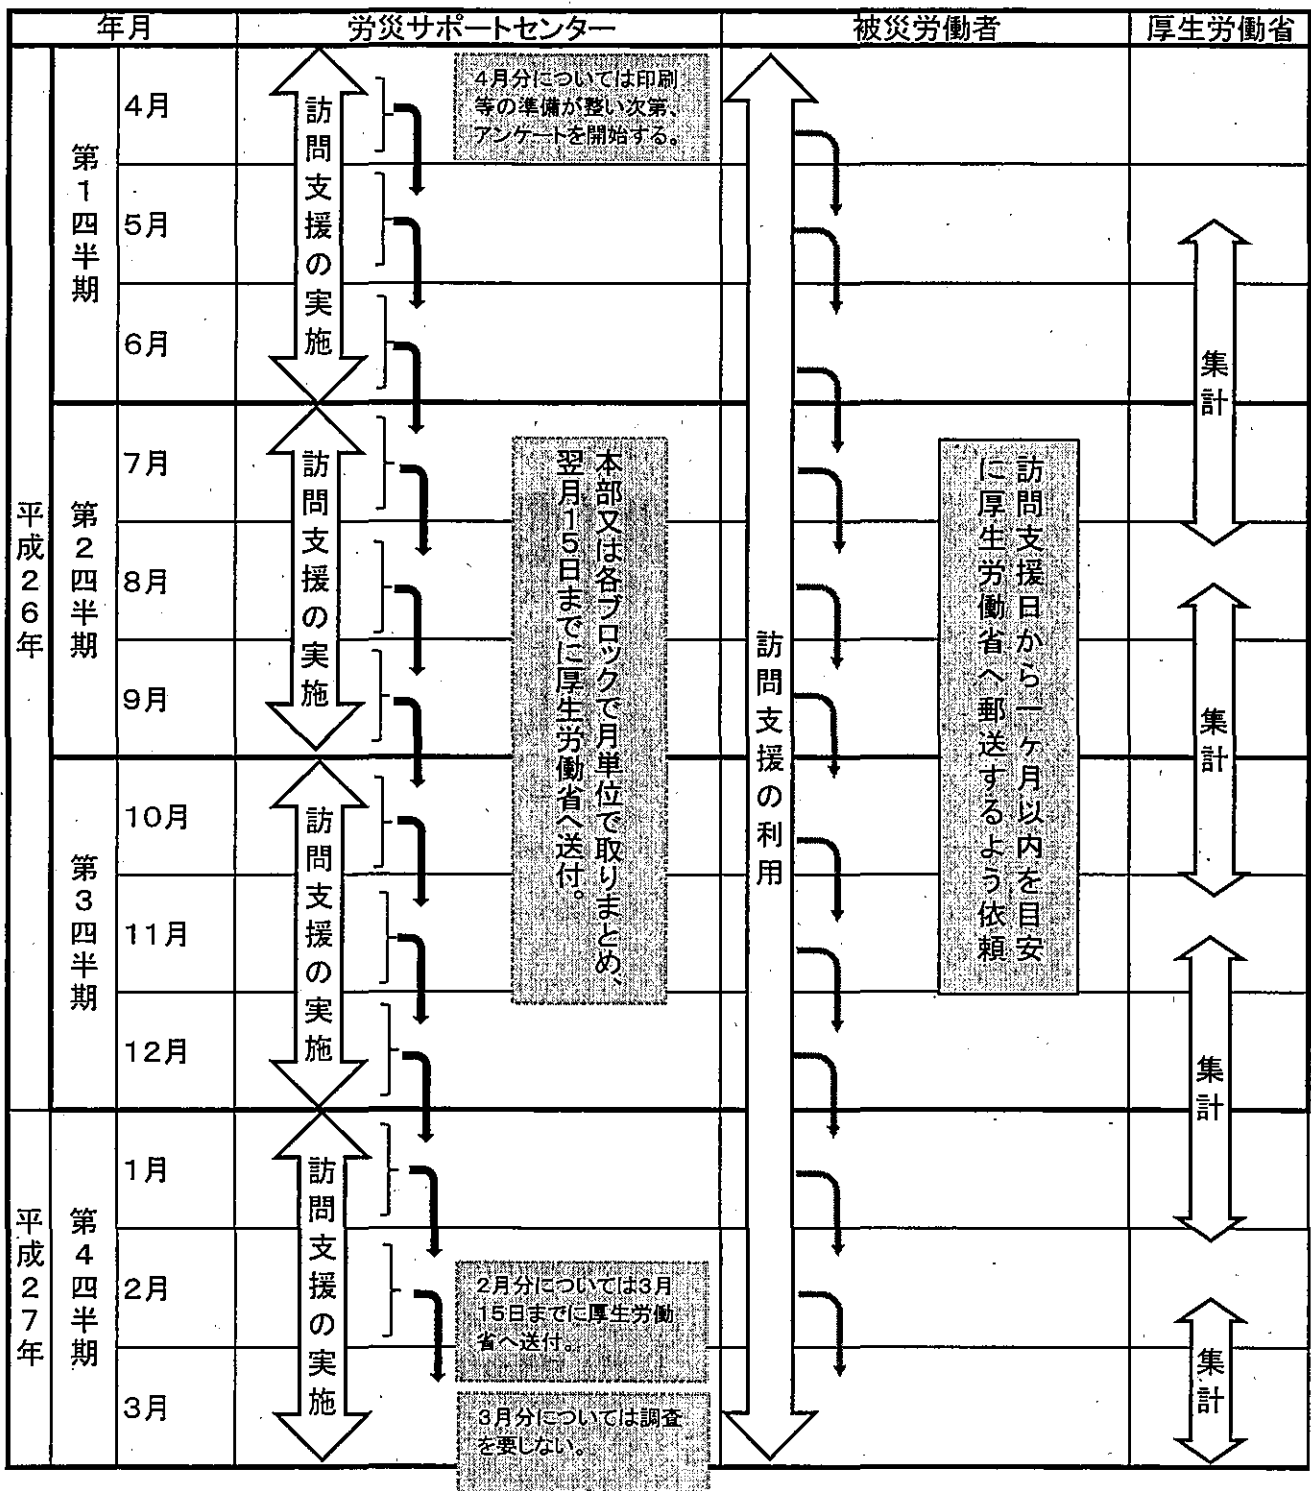 年月
労災サポートセンター
被災労働者
厚生労働省
平成26年
平成27年
第1四半期
第2四半期
第3四半期
第4四半期
4月
5月
6月
7月
8月
9月
10月
11月
12月
1月
2月
3月
訪問支援の実施
訪問支援の実施
訪問支援の実施
訪問支援の実施
4月分については印刷
等の準備が整い次第、
アンケートを開始する。
本部又は各ブロックで月単位で取りまとめ、
翌月15日までに厚生労働省へ送付。
2月分については3月
15日までに厚生労働
省へ送付。
3月分については調査
を要しない。
訪問支援の利用
訪問支援日から一ヶ月以内を目安
に厚生労働省へ郵送するよう依頼
集計
集計
集計
集計